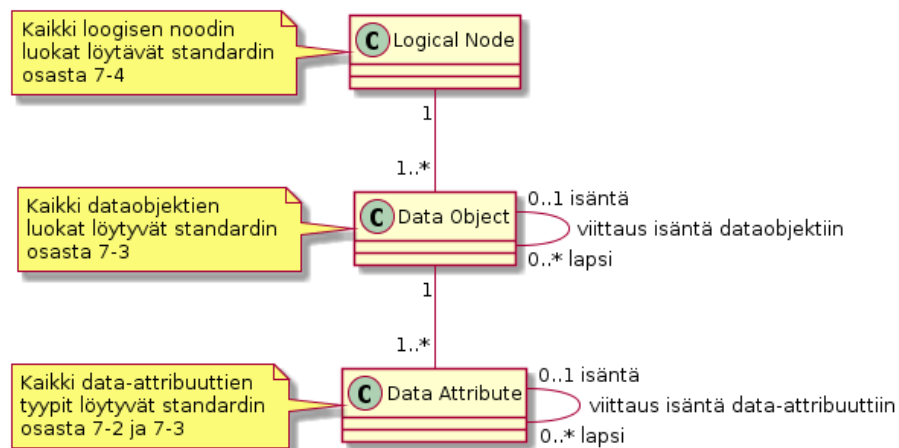 Kaikki loogisen noodin
luokat löytävät standardin
osasta 7-4
C Logical Node
1
1..*
Kaikki dataobjektien
luokat löytyvät standardin
osasta 7-3
C Data Object
0..1 isäntä
viittaus isäntä dataobjektiin
0..* lapsi
1
1..*
Kaikki data-attribuuttien
tyypit löytyvät standardin
osasta 7-2 ja 7-3
C Data Attribute
0..1 isäntä
viittaus isäntä data-attribuuttiin
0..* lapsi